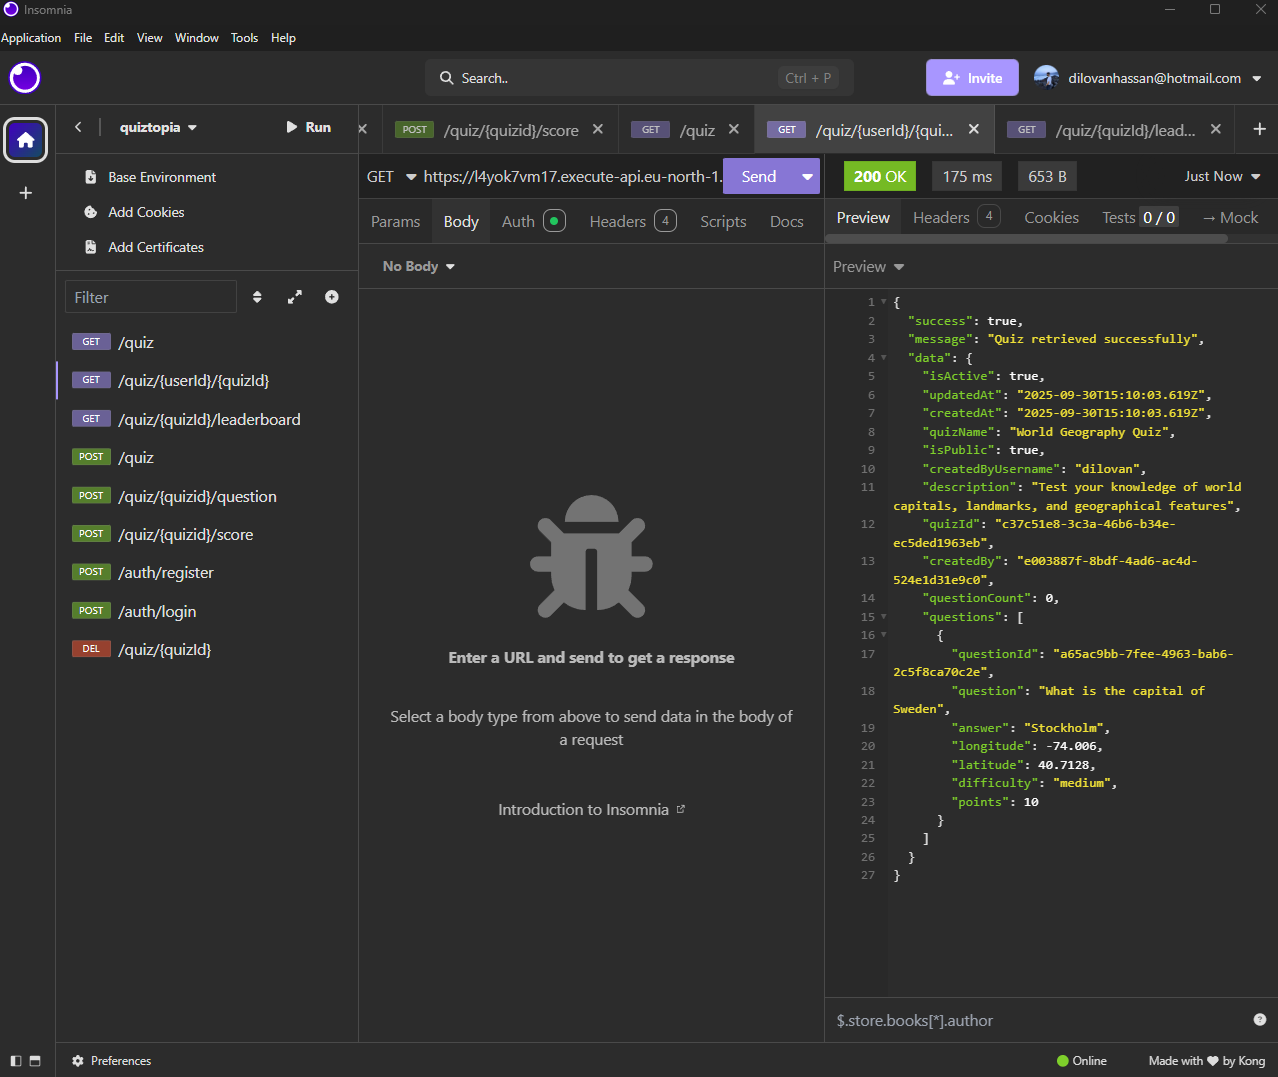 Insomnia
Application File Edit View Window Tools Help
Search.. Ctrl + P
Invite
dilovanhassan@hotmail.com
quiztopia
Run
POST /quiz/{quizid}/score
GET /quiz
GET /quiz/{userId}/{qui...
GET /quiz/{quizId}/lead...
Base Environment
Add Cookies
Add Certificates
Filter
GET /quiz
GET /quiz/{userId}/{quizId}
GET /quiz/{quizId}/leaderboard
POST /quiz
POST /quiz/{quizid}/question
POST /quiz/{quizid}/score
POST /auth/register
POST /auth/login
DEL /quiz/{quizId}
GET https://l4yok7vm17.execute-api.eu-north-1. Send
Params Body Auth Headers 4 Scripts Docs
No Body
Enter a URL and send to get a response
Select a body type from above to send data in the body of
a request
Introduction to Insomnia
200 OK 175 ms 653 B Just Now
Preview Headers 4 Cookies Tests 0 / 0 → Mock
Preview
1 {
2 "success": true,
3 "message": "Quiz retrieved successfully",
4 "data": {
5 "isActive": true,
6 "updatedAt": "2025-09-30T15:10:03.619Z",
7 "createdAt": "2025-09-30T15:10:03.619Z",
8 "quizName": "World Geography Quiz",
9 "isPublic": true,
10 "createdByUsername": "dilovan",
11 "description": "Test your knowledge of world
capitals, landmarks, and geographical features",
12 "quizId": "c37c51e8-3c3a-46b6-b34e-
ec5ded1963eb",
13 "createdBy": "e003887f-8bdf-4ad6-ac4d-
524e1d31e9c0",
14 "questionCount": 0,
15 "questions": [
16 {
17 "questionId": "a65ac9bb-7fee-4963-bab6-
2c5f8ca70c2e",
18 "question": "What is the capital of
Sweden",
19 "answer": "Stockholm",
20 "longitude": -74.006,
21 "latitude": 40.7128,
22 "difficulty": "medium",
23 "points": 10
24 }
25 ]
26 }
27 }
$.store.books[*].author
Preferences
Online
Made with ♥ by Kong